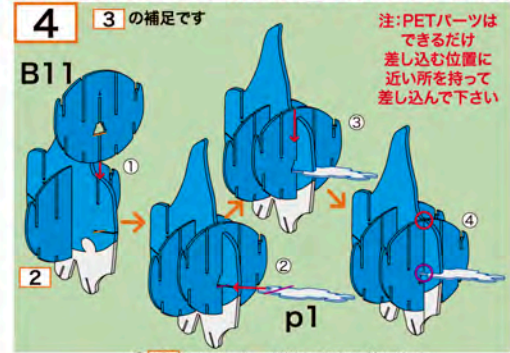 4
3 の補足です
注:PETパーツは
できるだけ
差し込む位置に
近い所を持って
差し込んで下さい
B11
①
③
2
②
④
p1